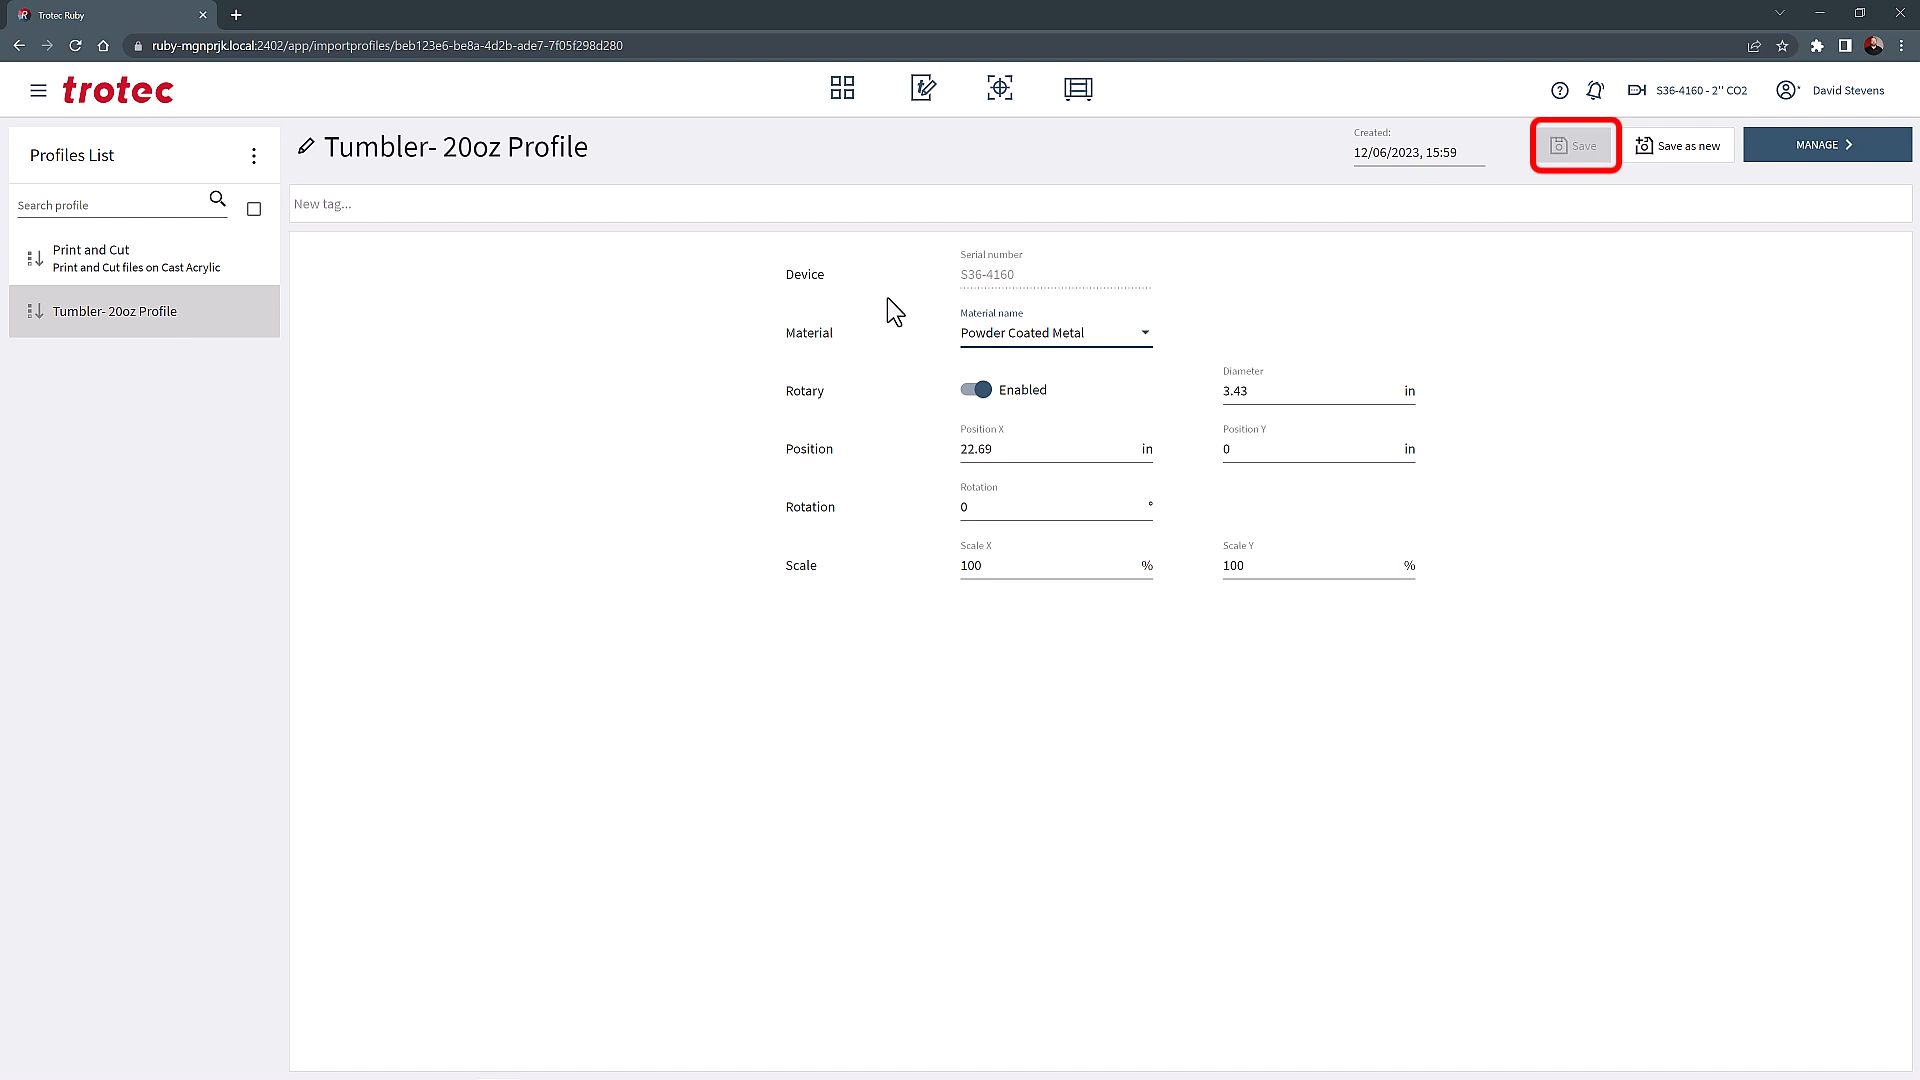 Trotec Ruby
ruby-mgnprjk.local:2402/app/importprofiles/beb123e6-be8a-4d2b-ade7-7f05f298d280
trotec
S36-4160 - 2'' CO2
David Stevens
Profiles List
Search profile
Print and Cut
Print and Cut files on Cast Acrylic
Tumbler- 20oz Profile
Tumbler- 20oz Profile
Created:
12/06/2023, 15:59
Save
Save as new
MANAGE
New tag...
Device
Serial number
S36-4160
Material
Material name
Powder Coated Metal
Rotary
Enabled
Diameter
3.43 in
Position
Position X
22.69 in
Position Y
0 in
Rotation
Rotation
0 °
Scale
Scale X
100 %
Scale Y
100 %